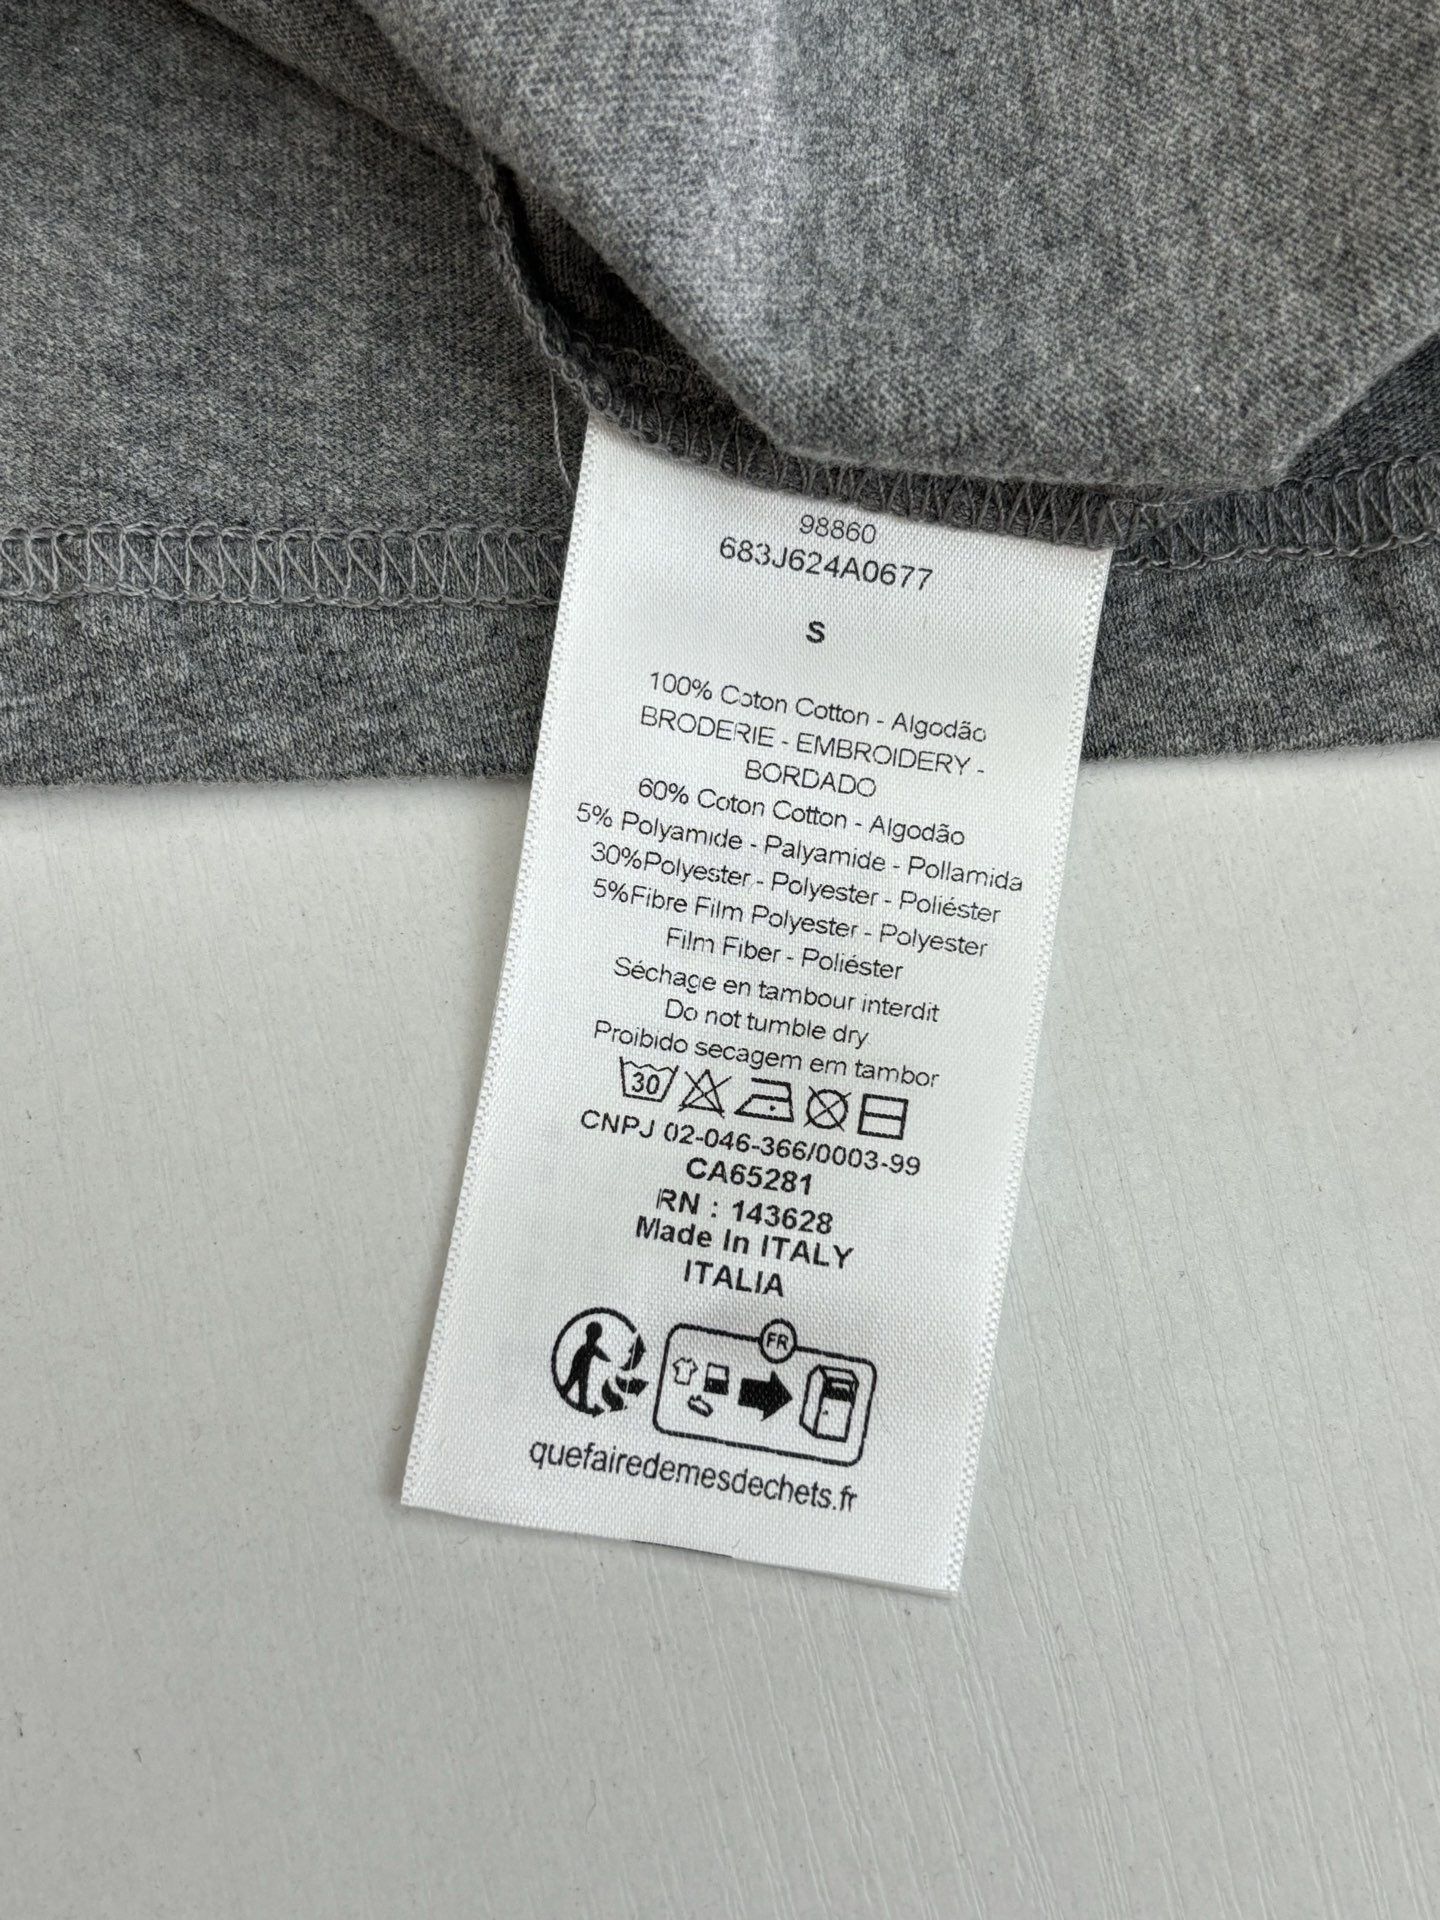 98860
683J624A0677
S
100% Coton Cotton - Algodão
BRODERIE - EMBROIDERY -
BORDADO
60% Coton Cotton - Algodão
5% Polyamide - Palyamide - Pollamida
30%Polyester - Polyester - Poliéster
5%Fibre Film Polyester - Polyester
Film Fiber - Poliéster
Séchage en tambour interdit
Do not tumble dry
Proibido secagem em tambor
30
CNPJ 02-046-366/0003-99
CA65281
RN : 143628
Made In ITALY
ITALIA
FR
quefairedemesdechets.fr